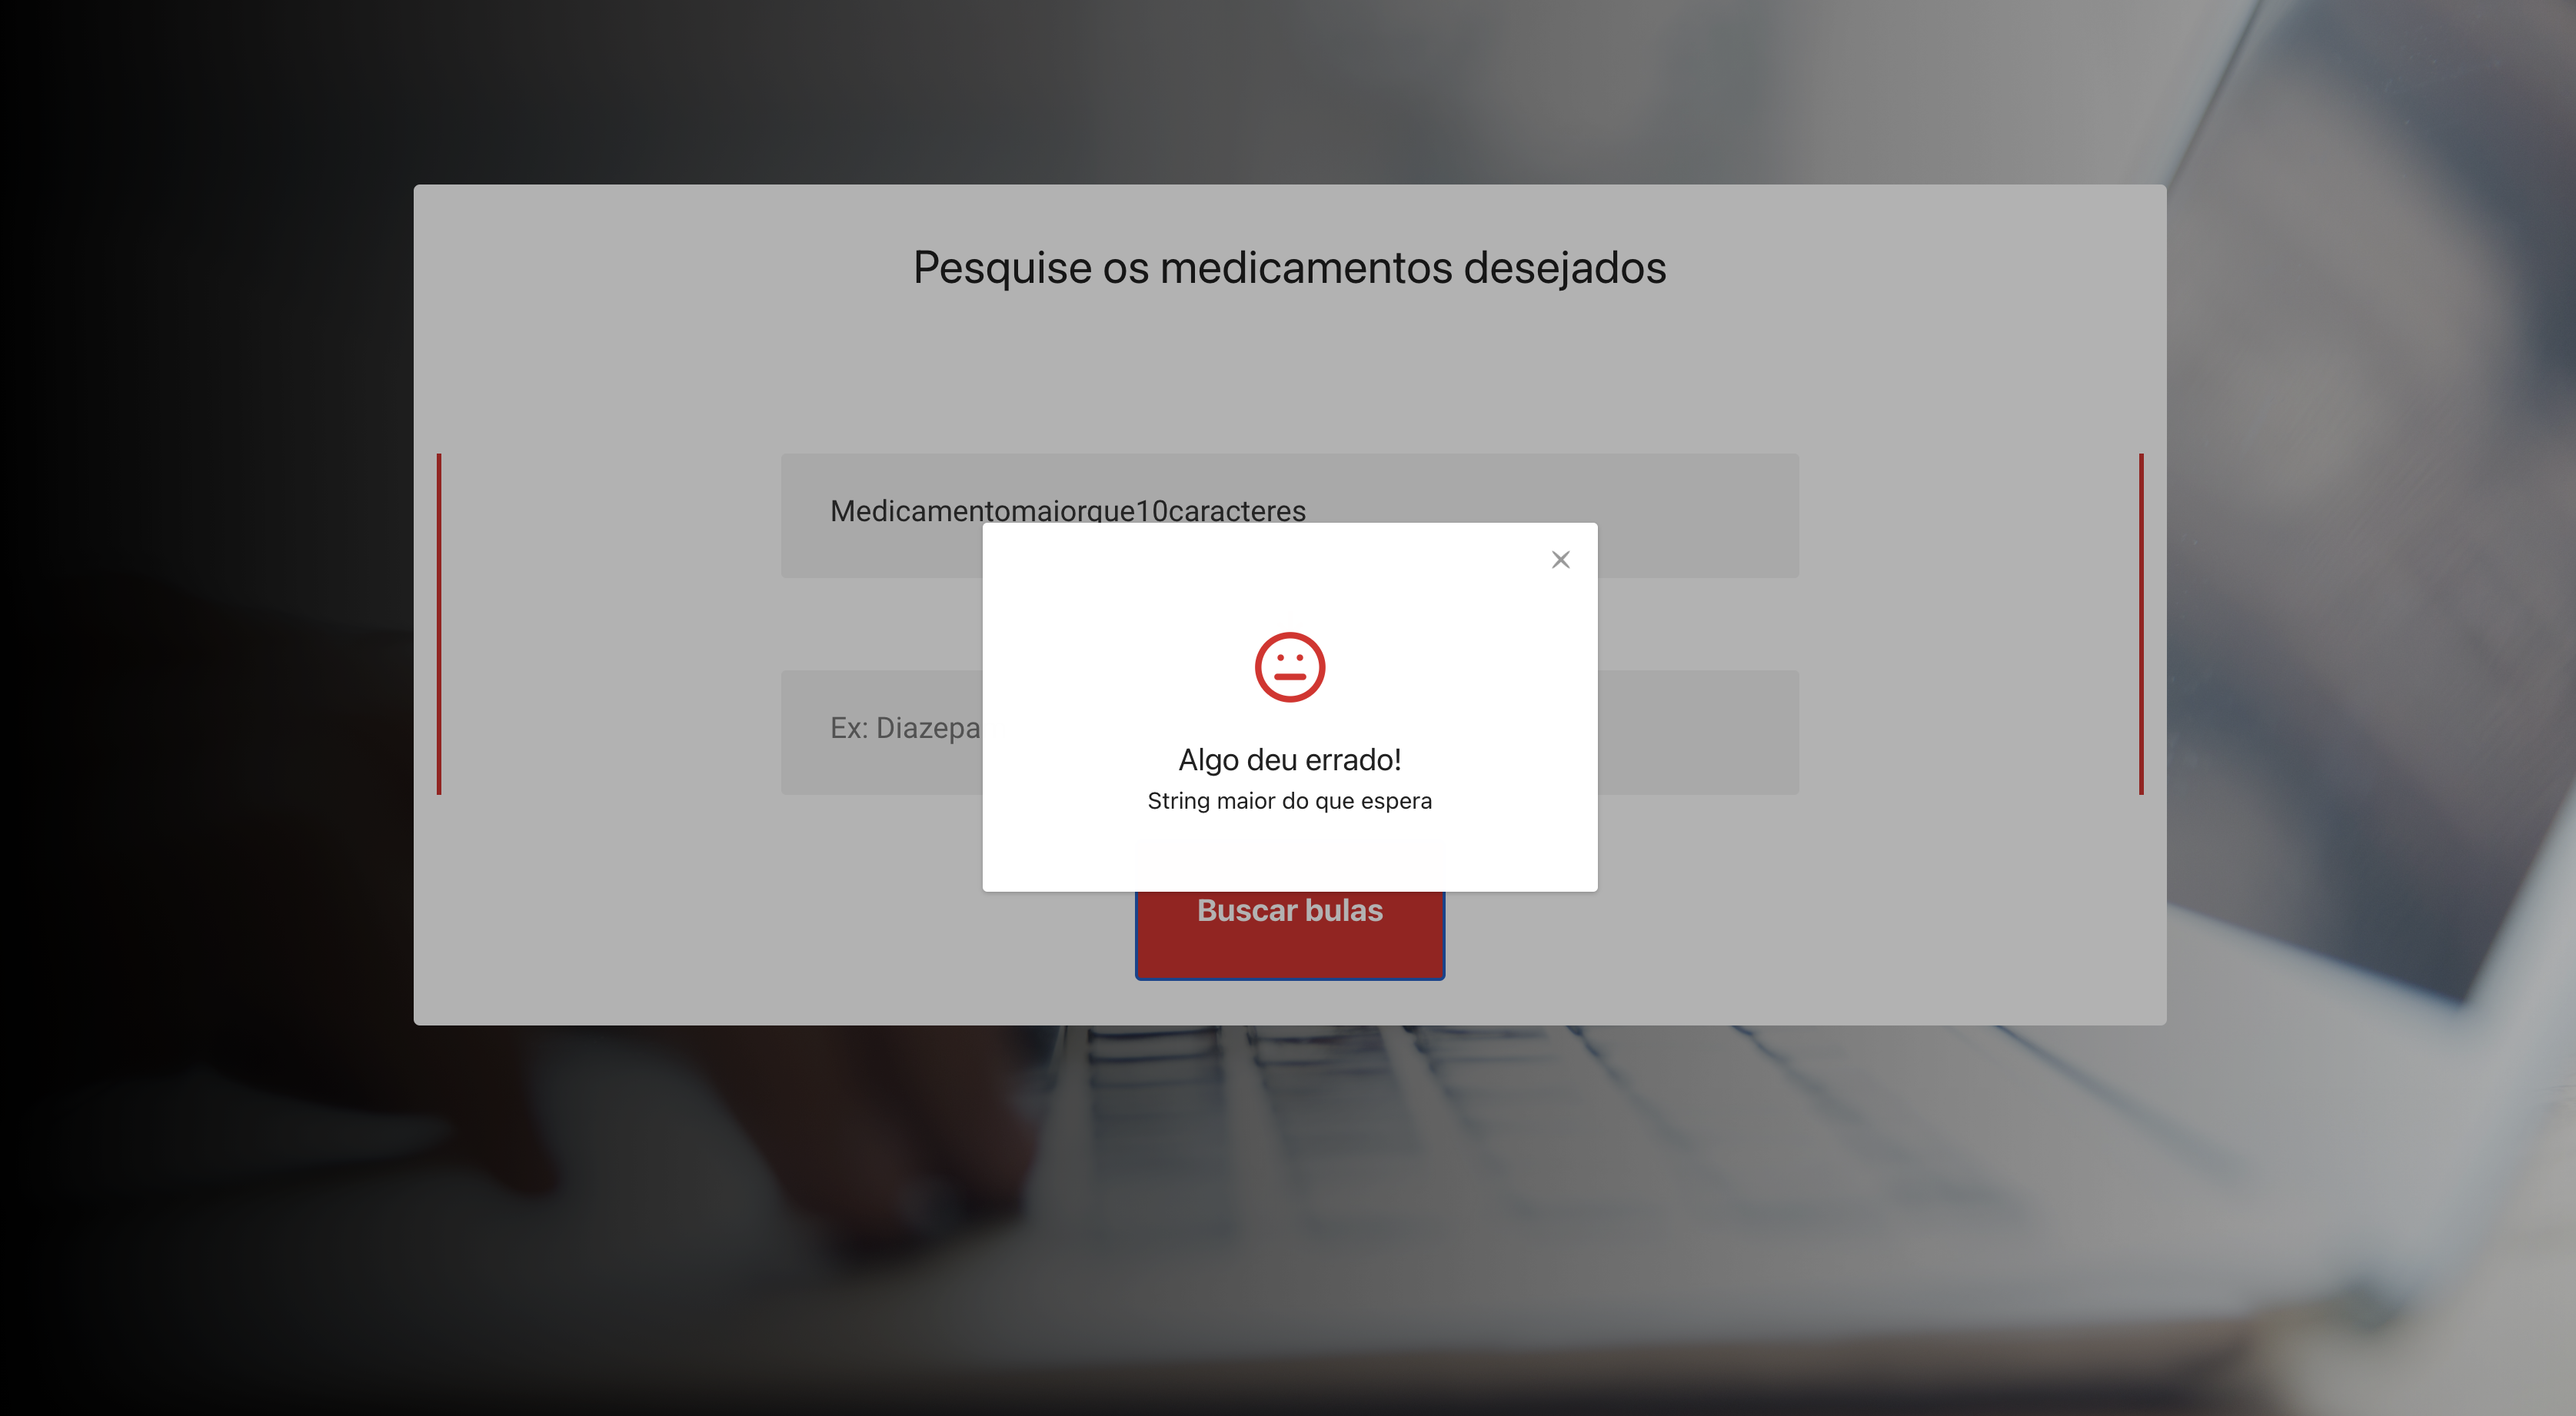 Pesquise os medicamentos desejados
Medicamentomaiorque10caracteres
Ex: Diazepa
Algo deu errado!
String maior do que espera
Buscar bulas